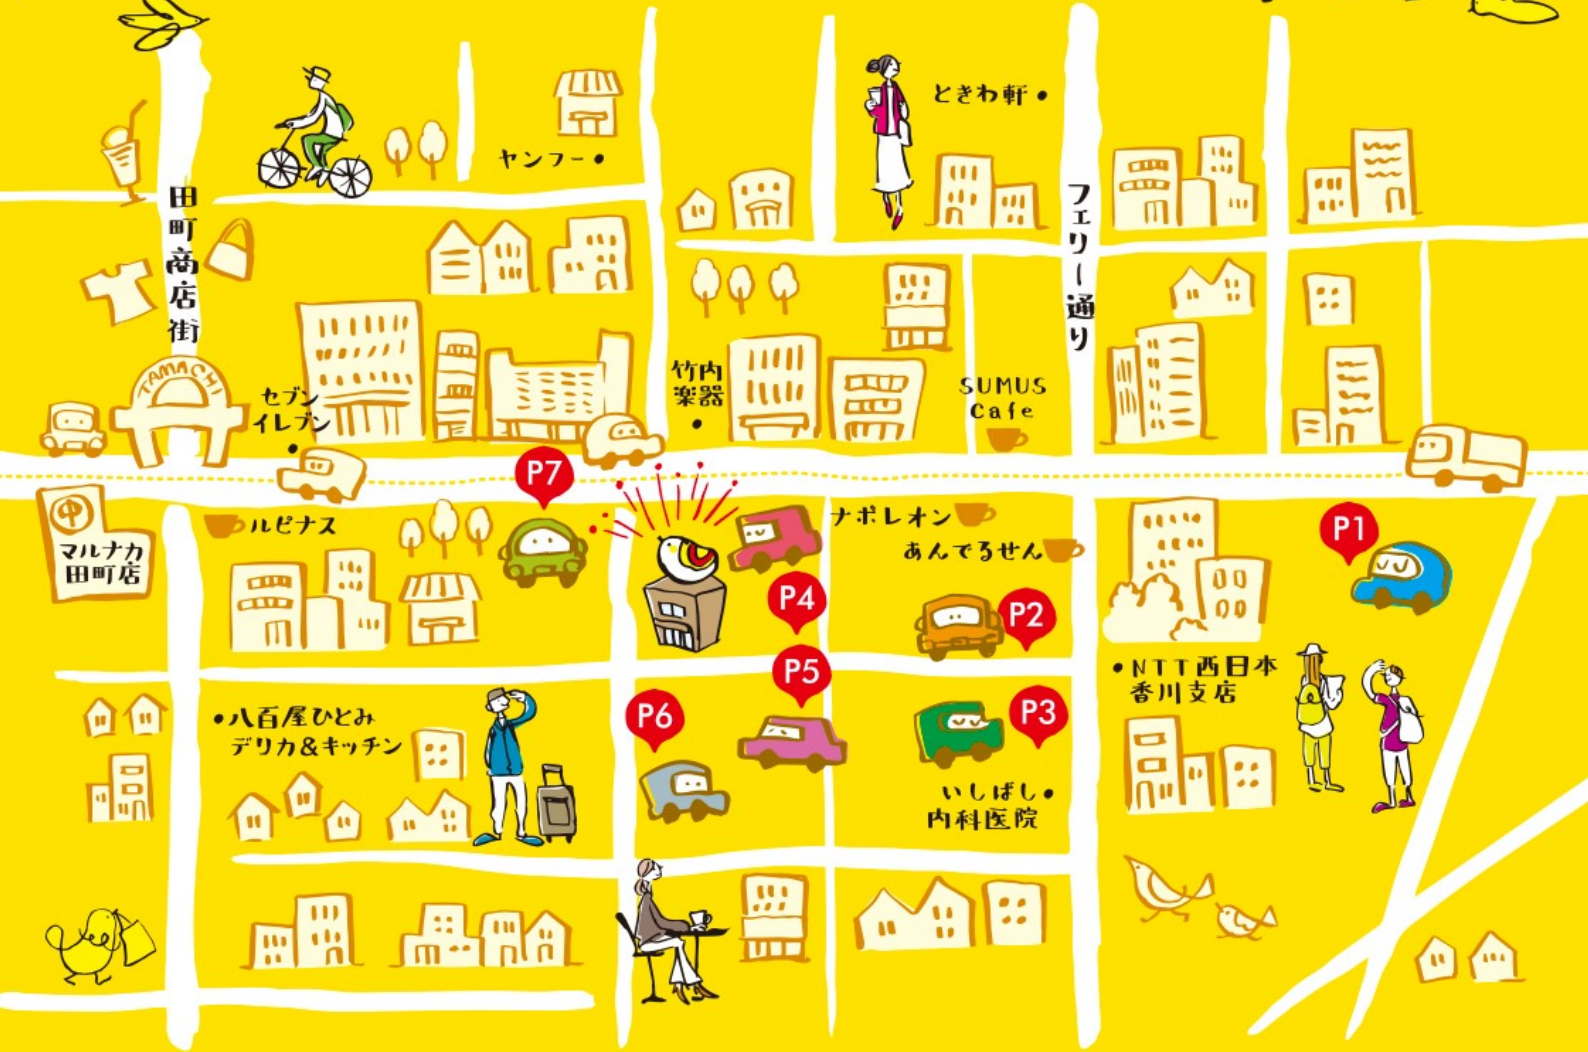 ときわ軒
ヤンフー
田町商店街
フェリー通り
TAMACHI
セブン
イレブン
竹内
楽器
SUMUS
Cafe
P7
ルピナス
ナポレオン
あんでるせん
P1
中
マルナカ
田町店
P4
P2
P5
NTT西日本
香川支店
八百屋ひとみ
デリカ&キッチン
P6
P3
いしばし
内科医院